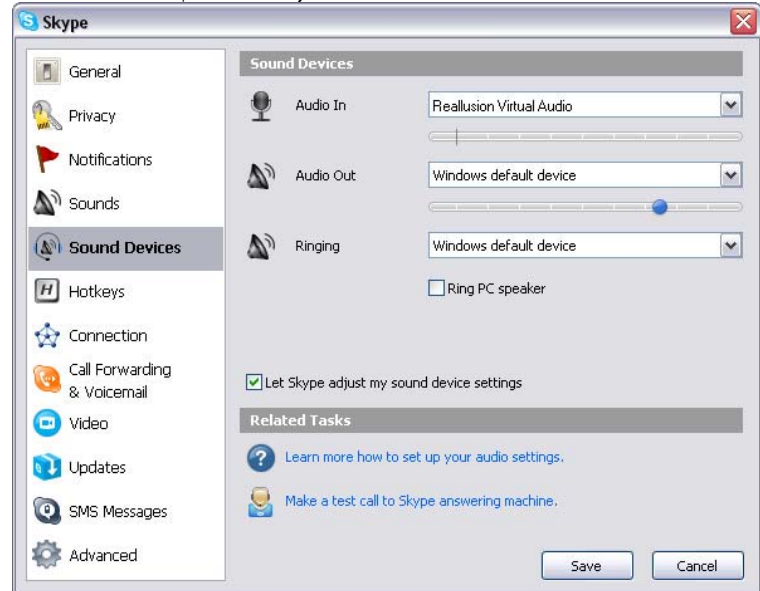 Skype
General
Privacy
Notifications
Sounds
Sound Devices
H Hotkeys
Connection
Call Forwarding
& Voicemail
Video
Updates
SMS Messages
Advanced
Sound Devices
Audio In
Reallusion Virtual Audio
Audio Out
Windows default device
Ringing
Windows default device
Ring PC speaker
Let Skype adjust my sound device settings
Related Tasks
? Learn more how to set up your audio settings.
Make a test call to Skype answering machine.
Save
Cancel